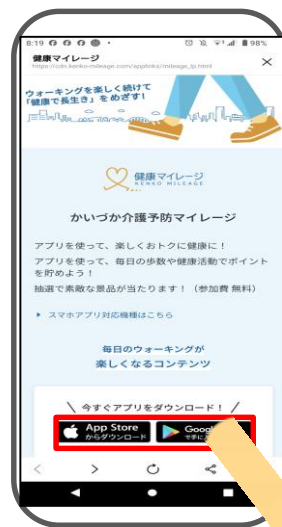 8:19
98%
健康マイレージ
https://cdn.kenko-mileage.com/applinks/mileage_lp.html
ウォーキングを楽しく続けて
「健康で長生き」をめざす!
健康マイレージ
KENKO MILEAGE
かいづか介護予防マイレージ
アプリを使って、楽しくおトクに健康に!
アプリを使って、毎日の歩数や健康活動でポイント
を貯めよう!
抽選で素敵な景品が当たります!(参加費 無料)
スマホアプリ対応機種はこちら
毎日のウォーキングが
楽しくなるコンテンツ
\ 今すぐアプリをダウンロード! /
App Store
からダウンロード
Goog
で手に